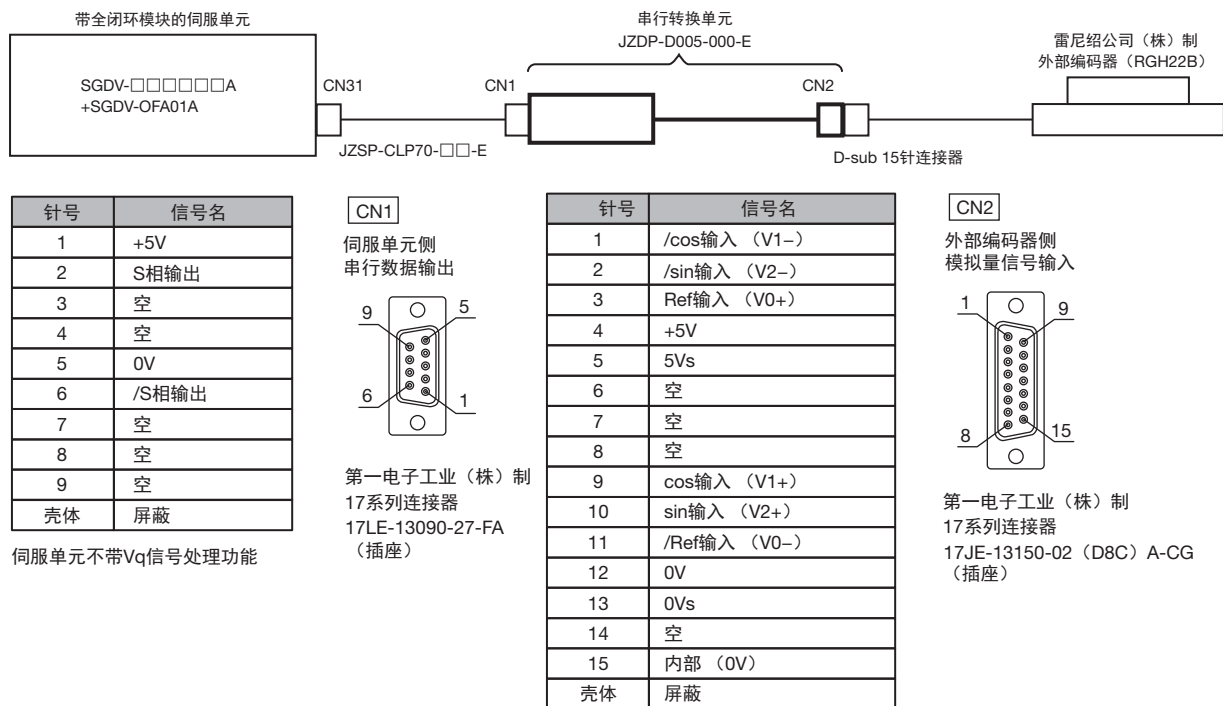 带全闭环模块的伺服单元
SGDV-□□□□□□A
+SGDV-OFA01A
CN31
JZSP-CLP70-□□-E
CN1
串行转换单元
JZDP-D005-000-E
CN2
D-sub 15针连接器
雷尼绍公司（株）制
外部编码器（RGH22B）
针号 信号名
1 +5V
2 S相输出
3 空
4 空
5 0V
6 /S相输出
7 空
8 空
9 空
壳体 屏蔽
伺服单元不带Vq信号处理功能
CN1
伺服单元侧
串行数据输出
9 5
6 1
第一电子工业（株）制
17系列连接器
17LE-13090-27-FA
（插座）
针号 信号名
1 /cos输入 （V1−）
2 /sin输入 （V2−）
3 Ref输入 （V0+）
4 +5V
5 5Vs
6 空
7 空
8 空
9 cos输入 （V1+）
10 sin输入 （V2+）
11 /Ref输入 （V0−）
12 0V
13 0Vs
14 空
15 内部 （0V）
壳体 屏蔽
CN2
外部编码器侧
模拟量信号输入
1 9
8 15
第一电子工业（株）制
17系列连接器
17JE-13150-02（D8C）A-CG
（插座）